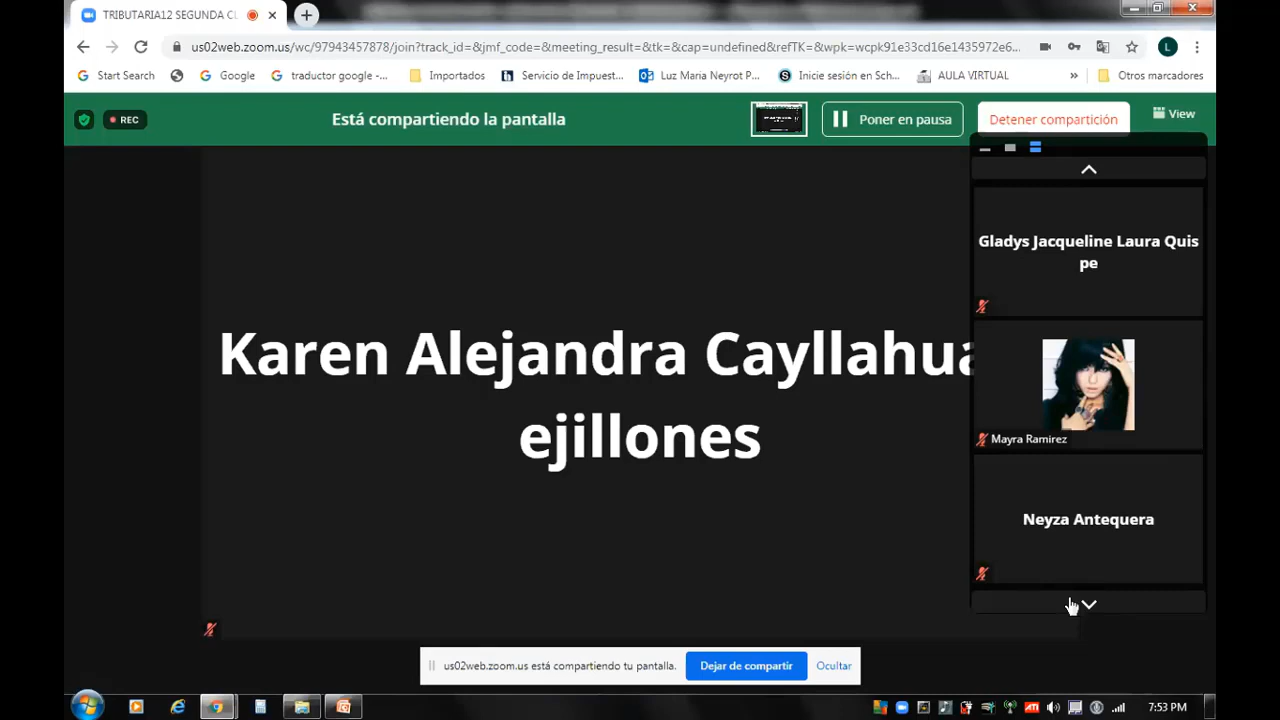 TRIBUTARIA12 SEGUNDA CL
us02web.zoom.us/wc/97943457878/join?track_id=&jmf_code=&meeting_result=&tk=&cap=undefined&refTK=&wpk=wcpk91e33cd16e1435972e6...
L
Start Search
Google
traductor google -...
Importados
Servicio de Impuest...
Luz Maria Neyrot P...
Inicie sesión en Sch...
AULA VIRTUAL
»
Otros marcadores
REC
Está compartiendo la pantalla
Poner en pausa
Detener compartición
View
Gladys Jacqueline Laura Quis
pe
Karen Alejandra Cayllahua
ejillones
Mayra Ramirez
Neyza Antequera
us02web.zoom.us está compartiendo tu pantalla.
Dejar de compartir
Ocultar
ATI
7:53 PM